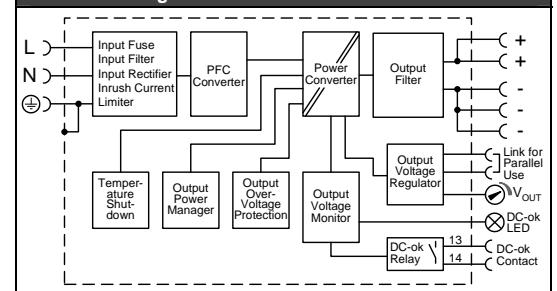 L
N
Input Fuse
Input Filter
Input Rectifier
Inrush Current
Limiter
PFC
Converter
Power
Converter
Output
Filter
+
+
-
-
-
Temper-
ature
Shut-
down
Output
Power
Manager
Output
Over-
Voltage
Protection
Output
Voltage
Monitor
Output
Voltage
Regulator
Link for
Parallel
Use
VOUT
DC-ok
LED
DC-ok
Relay
13
14
DC-ok
Contact